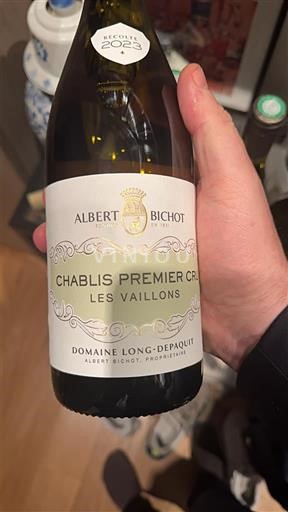 RÉCOLTE
2023
ALBERT BICHOT
CHABLIS PREMIER CRU
LES VAILLONS
DOMAINE LONG-DEPAQUIT
ALBERT BICHOT, PROPRIÉTAIRE